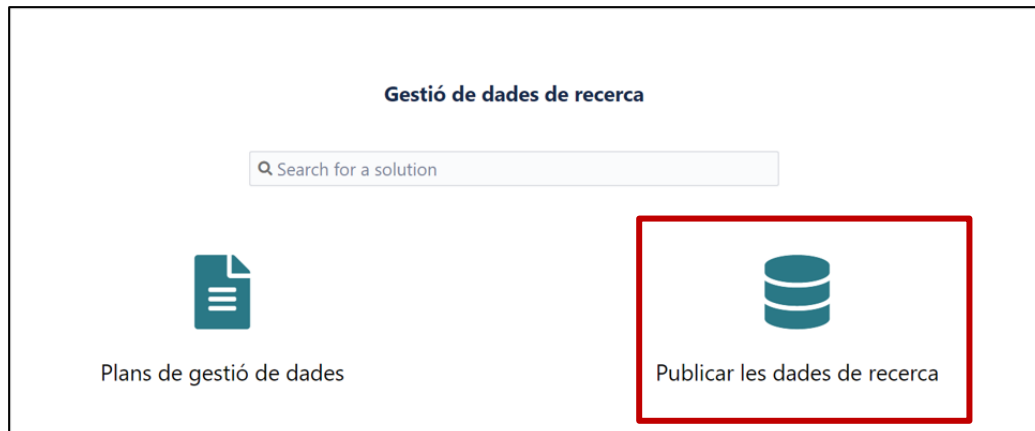 Gestió de dades de recerca
Search for a solution
Plans de gestió de dades
Publicar les dades de recerca